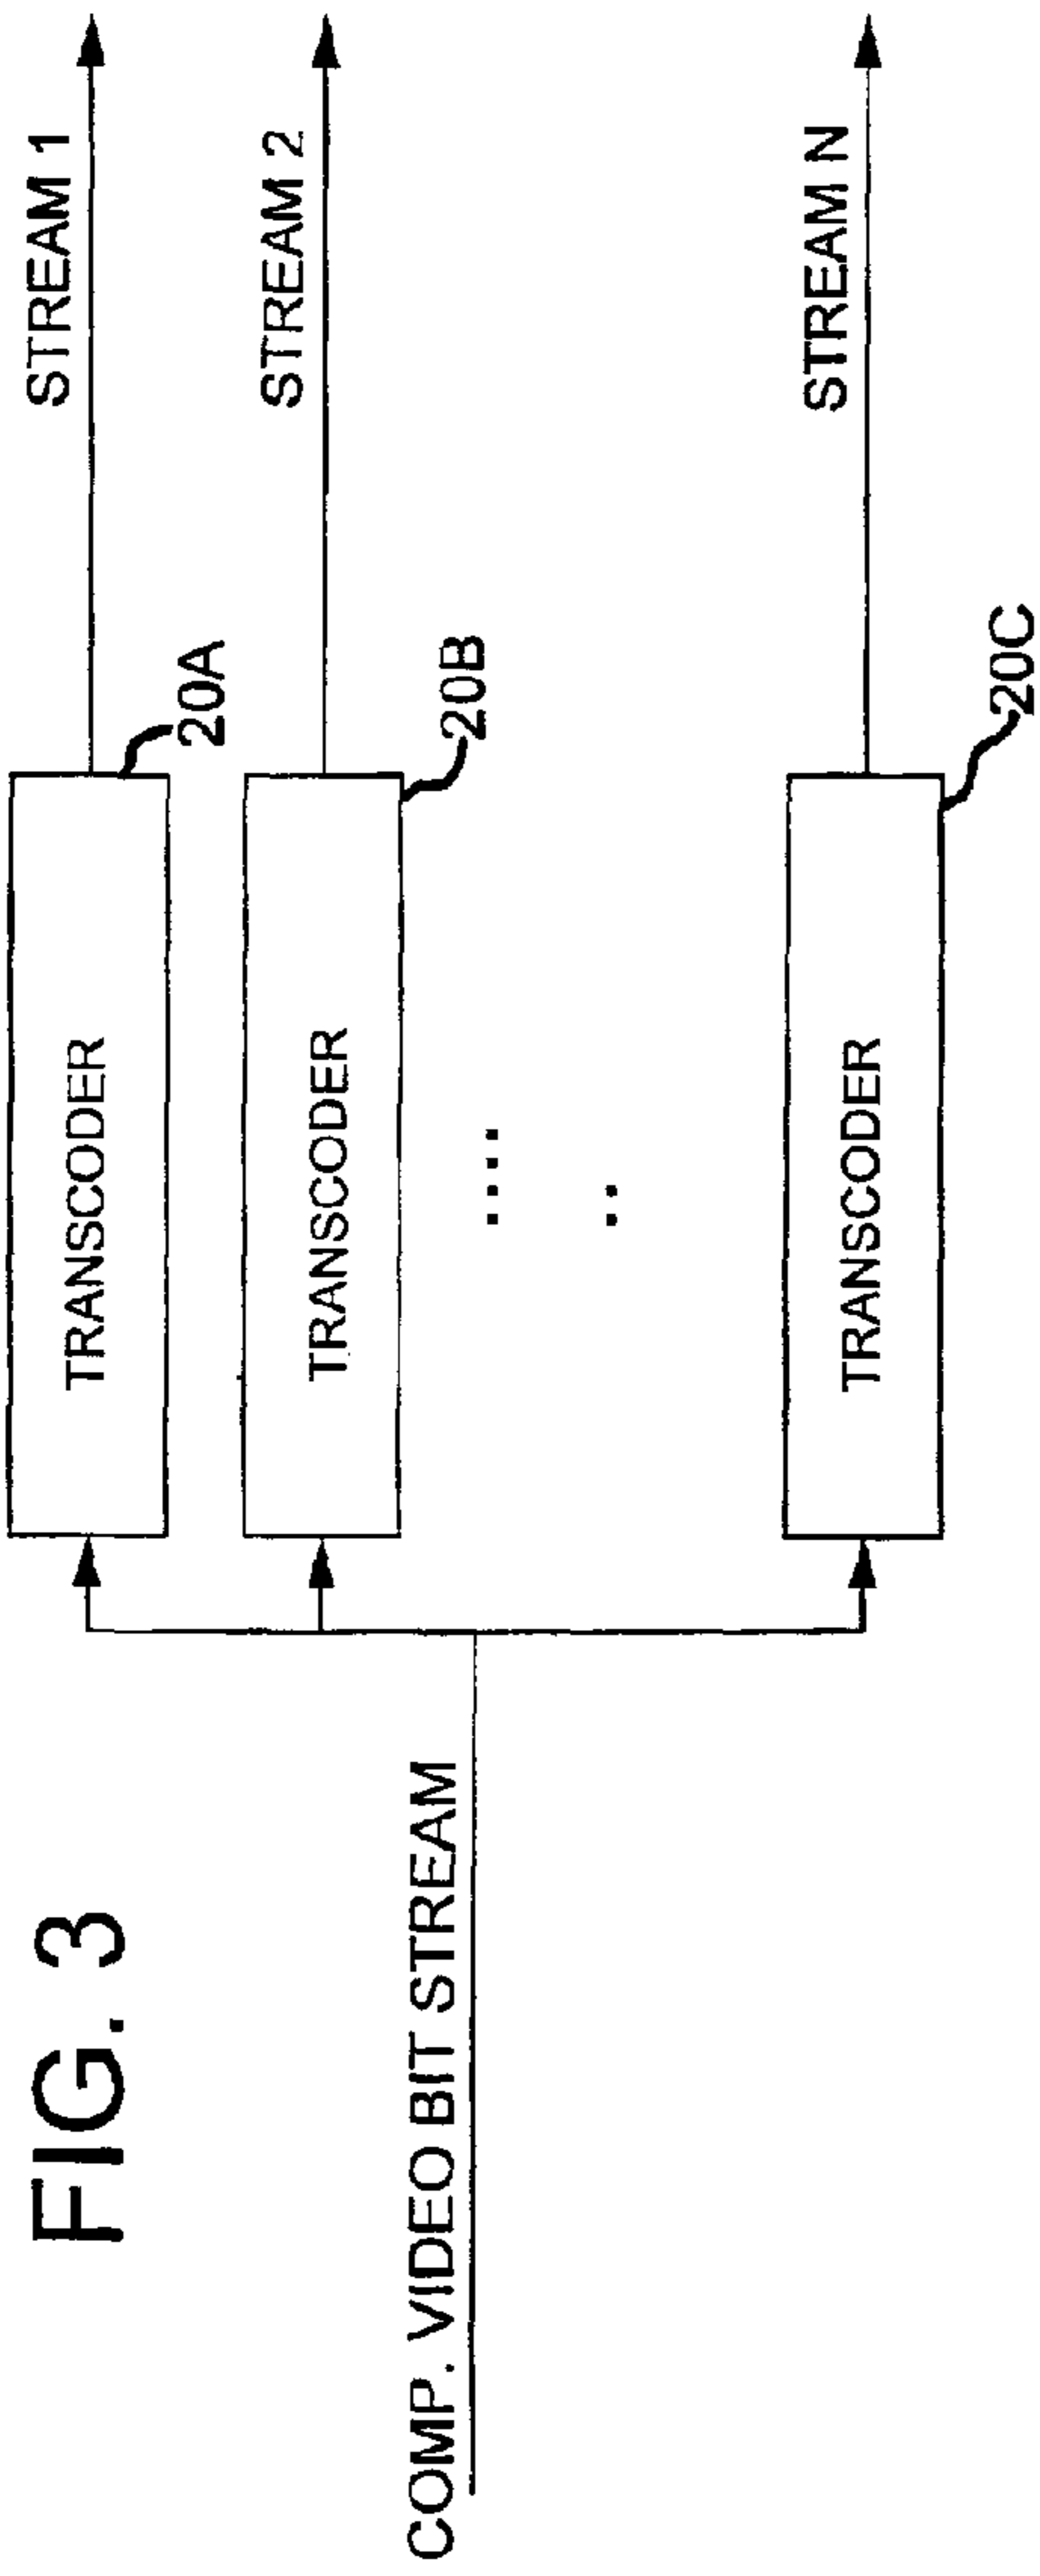 FIG. 3
COMP. VIDEO BIT STREAM
TRANSCODER
20A
STREAM 1
TRANSCODER
20B
STREAM 2
TRANSCODER
20C
STREAM N